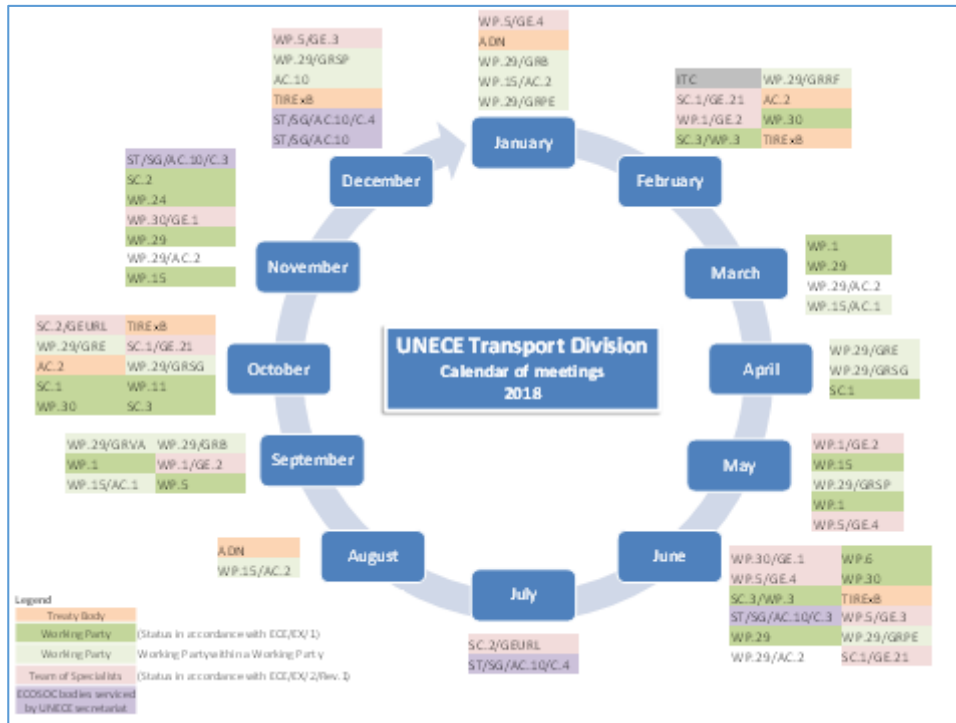 WP.5/GE.4
ADN
WP.29/GRB
WP.15/AC.2
WP.29/GRPE
January
ITC WP.29/GRRF
SC.1/GE.21 AC.2
WP.1/GE.2 WP.30
SC.3/WP.3 TIRExB
February
WP.1
WP.29
WP.29/AC.2
WP.15/AC.1
March
WP.29/GRE
WP.29/GRSG
SC.1
April
WP.1/GE.2
WP.15
WP.29/GRSP
WP.1
WP.5/GE.4
May
WP.30/GE.1 WP.6
WP.5/GE.4 WP.30
SC.3/WP.3 TIRExB
ST/SG/AC.10/C.3 WP.5/GE.3
WP.29 WP.29/GRPE
WP.29/AC.2 SC.1/GE.21
June
SC.2/GEURL
ST/SG/AC.10/C.4
July
ADN
WP.15/AC.2
August
WP.29/GRVA WP.29/GRB
WP.1 WP.1/GE.2
WP.15/AC.1 WP.5
September
SC.2/GEURL TIRExB
WP.29/GRE SC.1/GE.21
AC.2 WP.29/GRSG
SC.1 WP.11
WP.30 SC.3
October
ST/SG/AC.10/C.3
SC.2
WP.24
WP.30/GE.1
WP.29
WP.29/AC.2
WP.15
November
WP.5/GE.3
WP.29/GRSP
AC.10
TIRExB
ST/SG/AC.10/C.4
ST/SG/AC.10
December
UNECE Transport Division
Calendar of meetings
2018
Legend
Treaty Body
Working Party (Status in accordance with ECE/EX/1)
Working Party Working Party within a Working Party
Team of Specialists (Status in accordance with ECE/EX/2/Rev.1)
ECOSOC bodies serviced
by UNECE secretariat